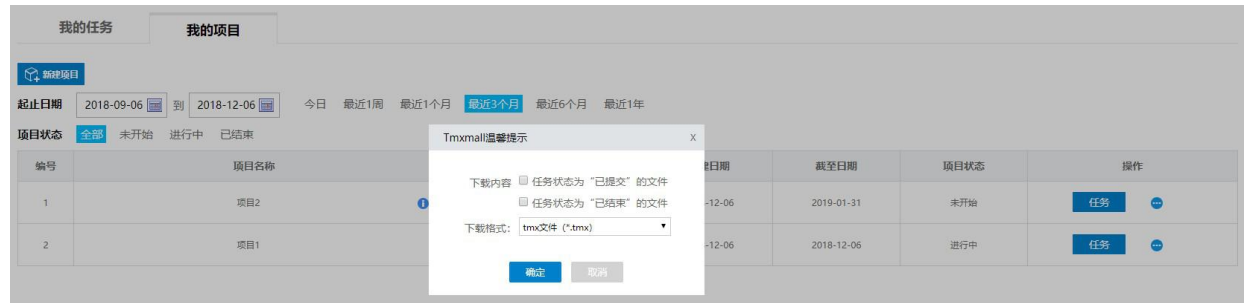 我的任务 我的项目
新建项目
起止日期 2018-09-06 到 2018-12-06 今日 最近1周 最近1个月 最近3个月 最近6个月 最近1年
项目状态 全部 未开始 进行中 已结束
Tmxmall温馨提示 X
编号 项目名称 建日期 截至日期 项目状态 操作
下载内容 任务状态为“已提交”的文件
1 项目2 -12-06 2019-01-31 未开始 任务
任务状态为“已结束”的文件
下载格式: tmx文件 (*.tmx)
2 项目1 -12-06 2018-12-06 进行中 任务
确定 取消